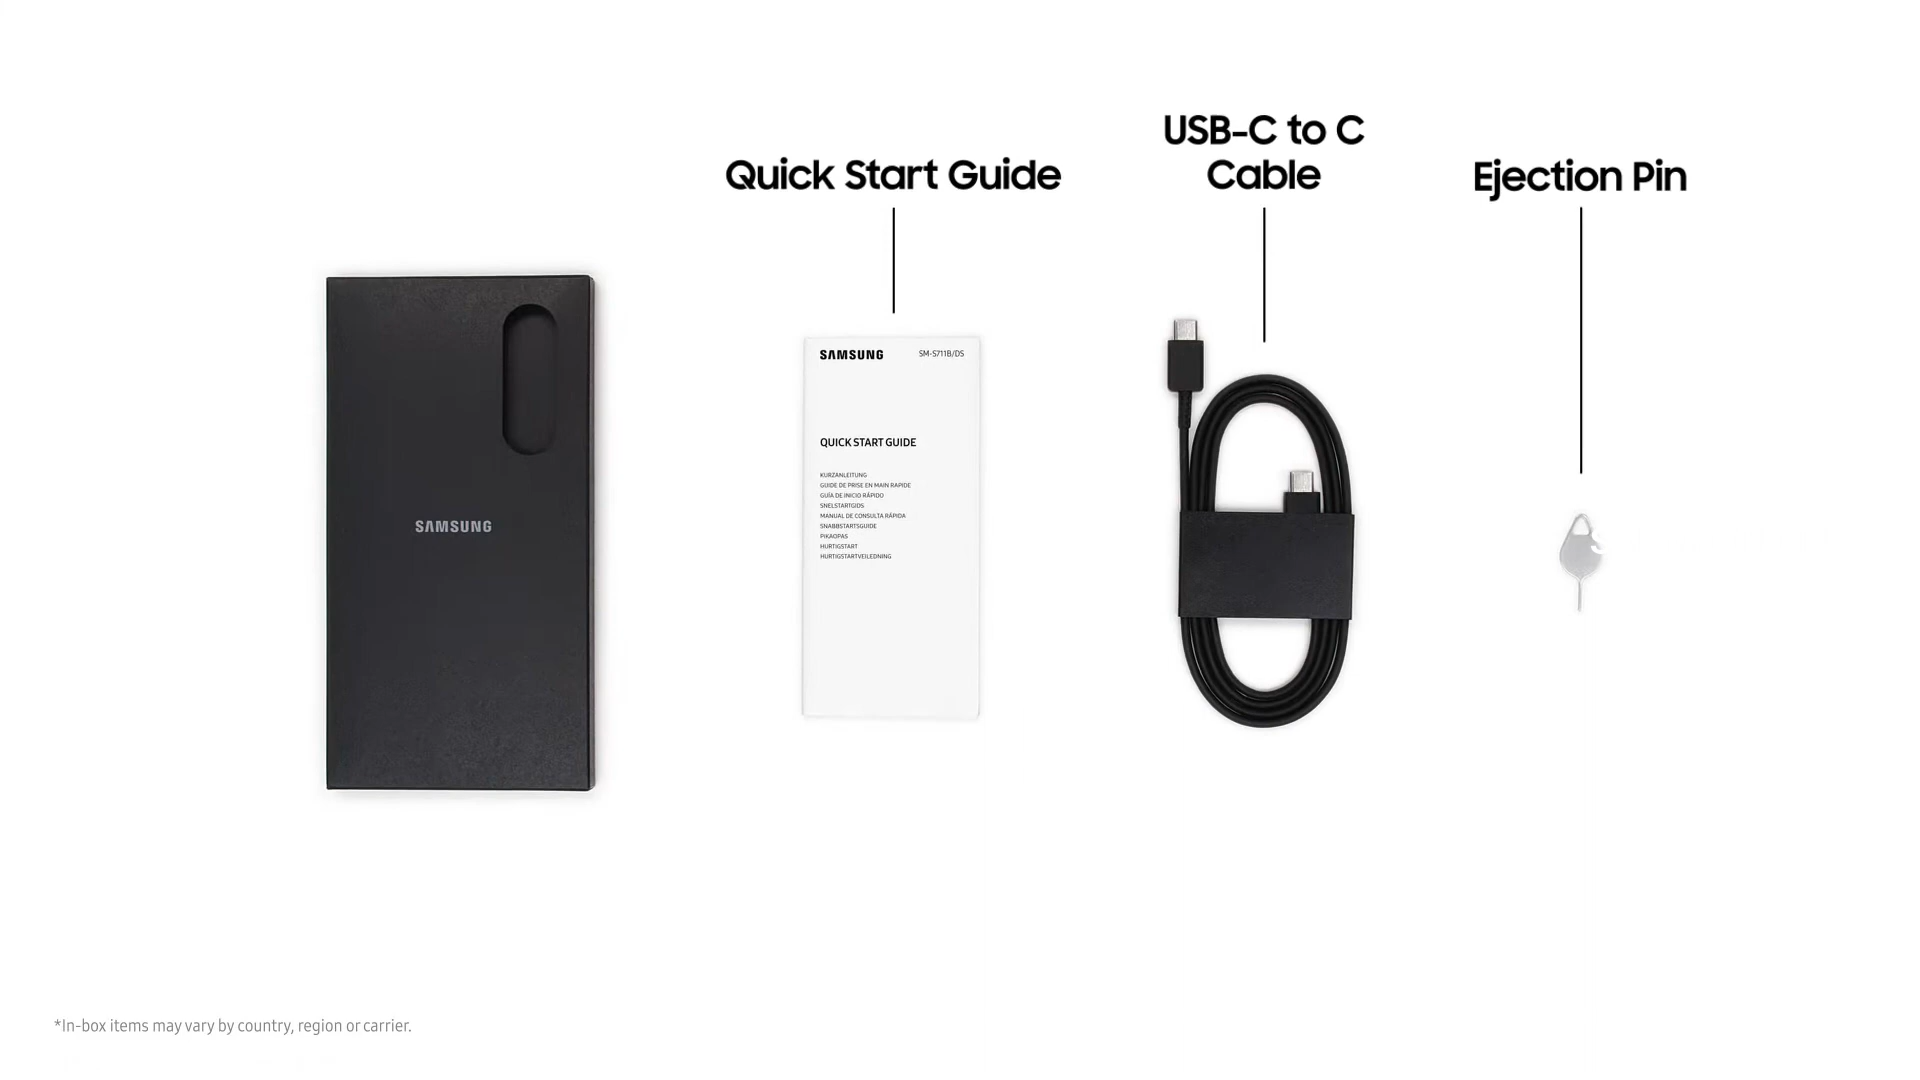 USB-C to C
Cable
Quick Start Guide
Ejection Pin
SAMSUNG
SAMSUNG SM-S711B/DS
QUICK START GUIDE
KURZANLEITUNG
GUIDE DE PRISE EN MAIN RAPIDE
GUÍA DE INICIO RÁPIDO
SNELSTARTGIDS
MANUAL DE CONSULTA RÁPIDA
SNABBSTARTSGUIDE
PIKAOPAS
HURTIGSTART
HURTIGSTARTVEILEDNING
*In-box items may vary by country, region or carrier.